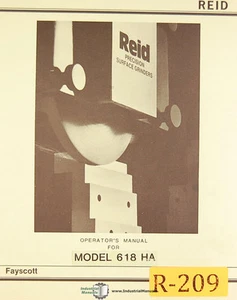 REID
Reid
PRECISION
SURFACE GRINDERS
OPERATOR'S MANUAL
FOR
MODEL 618 HA
Fayscott
R-209